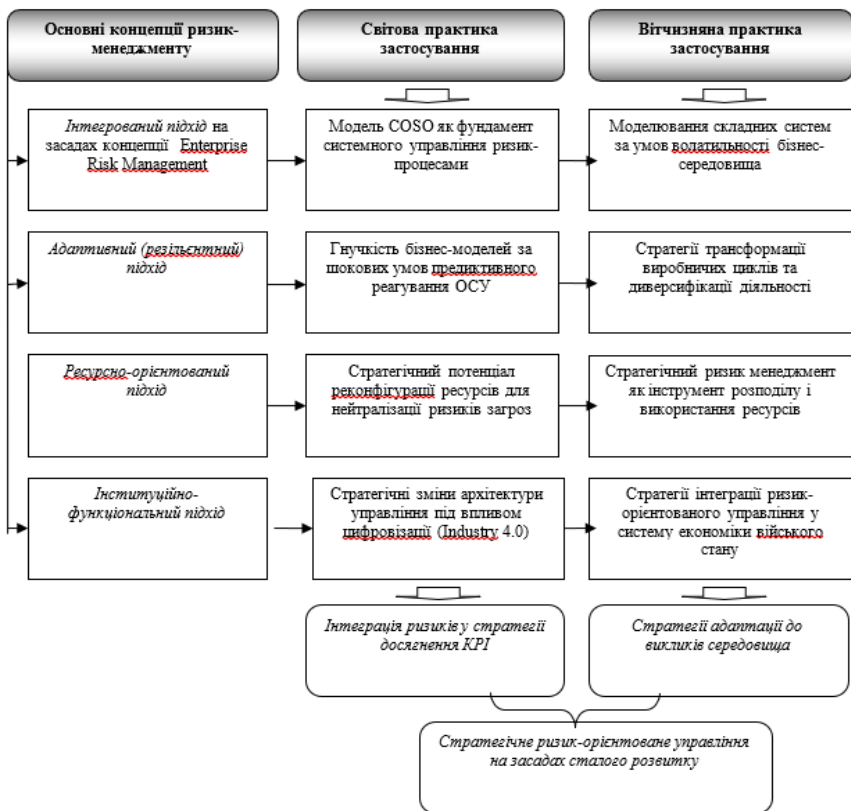 Основні концепції ризик-
менеджменту
Світова практика
застосування
Вітчизняна практика
застосування
Інтегрований підхід на
засадах концепції Enterprise
Risk Management
Модель COSO як фундамент
системного управління ризик-
процесами
Моделювання складних систем
за умов волатильності бізнес-
середовища
Адаптивний (резільєнтний)
підхід
Гнучкість бізнес-моделей за
шокових умов предиктивного
реагування ОСУ
Стратегії трансформації
виробничих циклів та
диверсифікації діяльності
Ресурсно-орієнтований
підхід
Стратегічний потенціал
реконфігурації ресурсів для
нейтралізації ризиків загроз
Стратегічний ризик менеджмент
як інструмент розподілу і
використання ресурсів
Інституційно-
функціональний підхід
Стратегічні зміни архітектури
управління під впливом
цифровізації (Industry 4.0)
Стратегії інтеграції ризик-
орієнтованого управління у
систему економіки війського
стану
Інтеграція ризиків у стратегії
досягнення KPI
Стратегії адаптації до
викликів середовища
Стратегічне ризик-орієнтоване управління
на засадах сталого розвитку